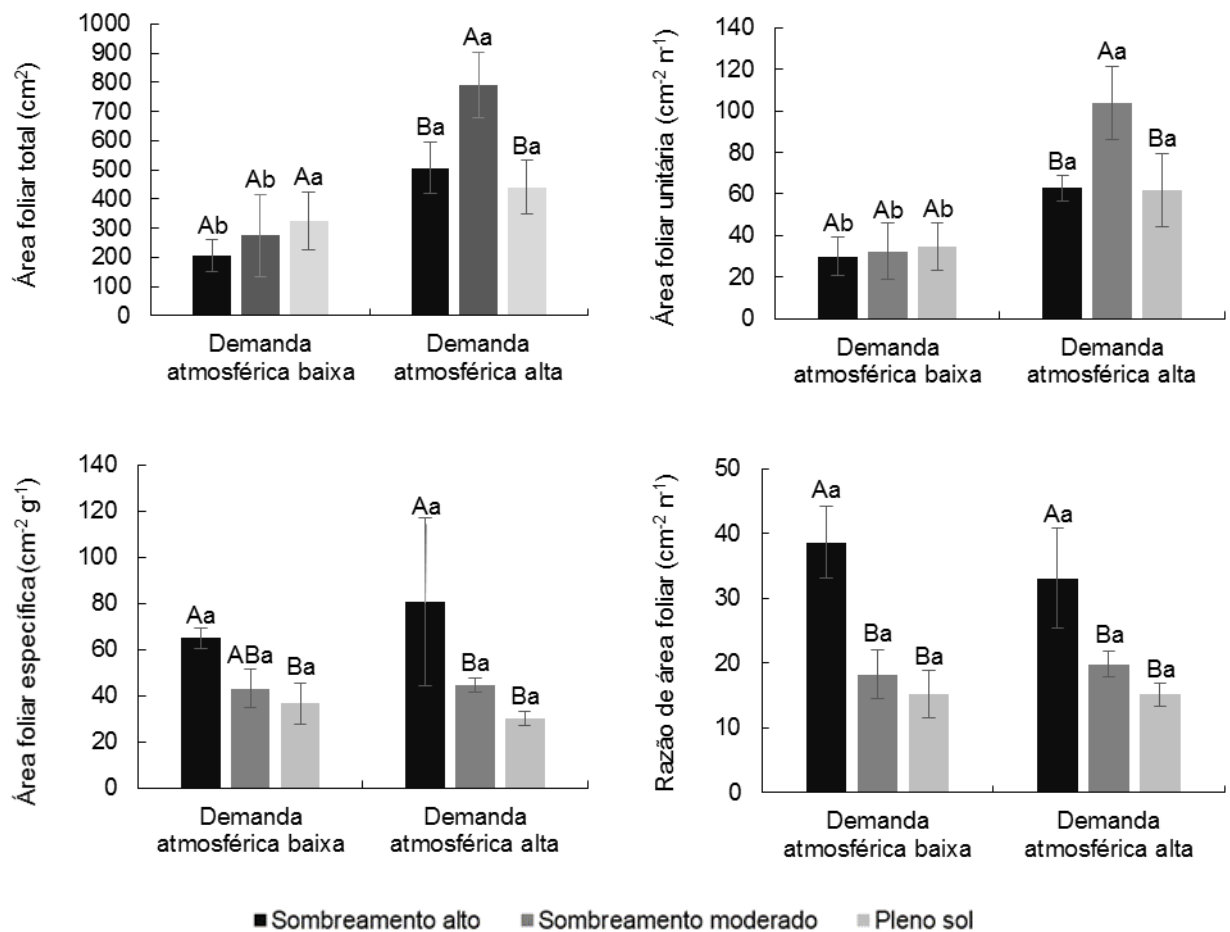 Área foliar total (cm²)
1000
900
800
700
600
500
400
300
200
100
0
Ab
Ab
Aa
Ba
Aa
Ba
Demanda
atmosférica baixa
Demanda
atmosférica alta
Área foliar unitária (cm⁻² n⁻¹)
140
120
100
80
60
40
20
0
Ab
Ab
Ab
Ba
Aa
Ba
Demanda
atmosférica baixa
Demanda
atmosférica alta
Área foliar específica (cm⁻² g⁻¹)
140
120
100
80
60
40
20
0
Aa
ABa
Ba
Aa
Ba
Ba
Demanda
atmosférica baixa
Demanda
atmosférica alta
Razão de área foliar (cm⁻² n⁻¹)
50
40
30
20
10
0
Aa
Ba
Ba
Aa
Ba
Ba
Demanda
atmosférica baixa
Demanda
atmosférica alta
Sombreamento alto
Sombreamento moderado
Pleno sol